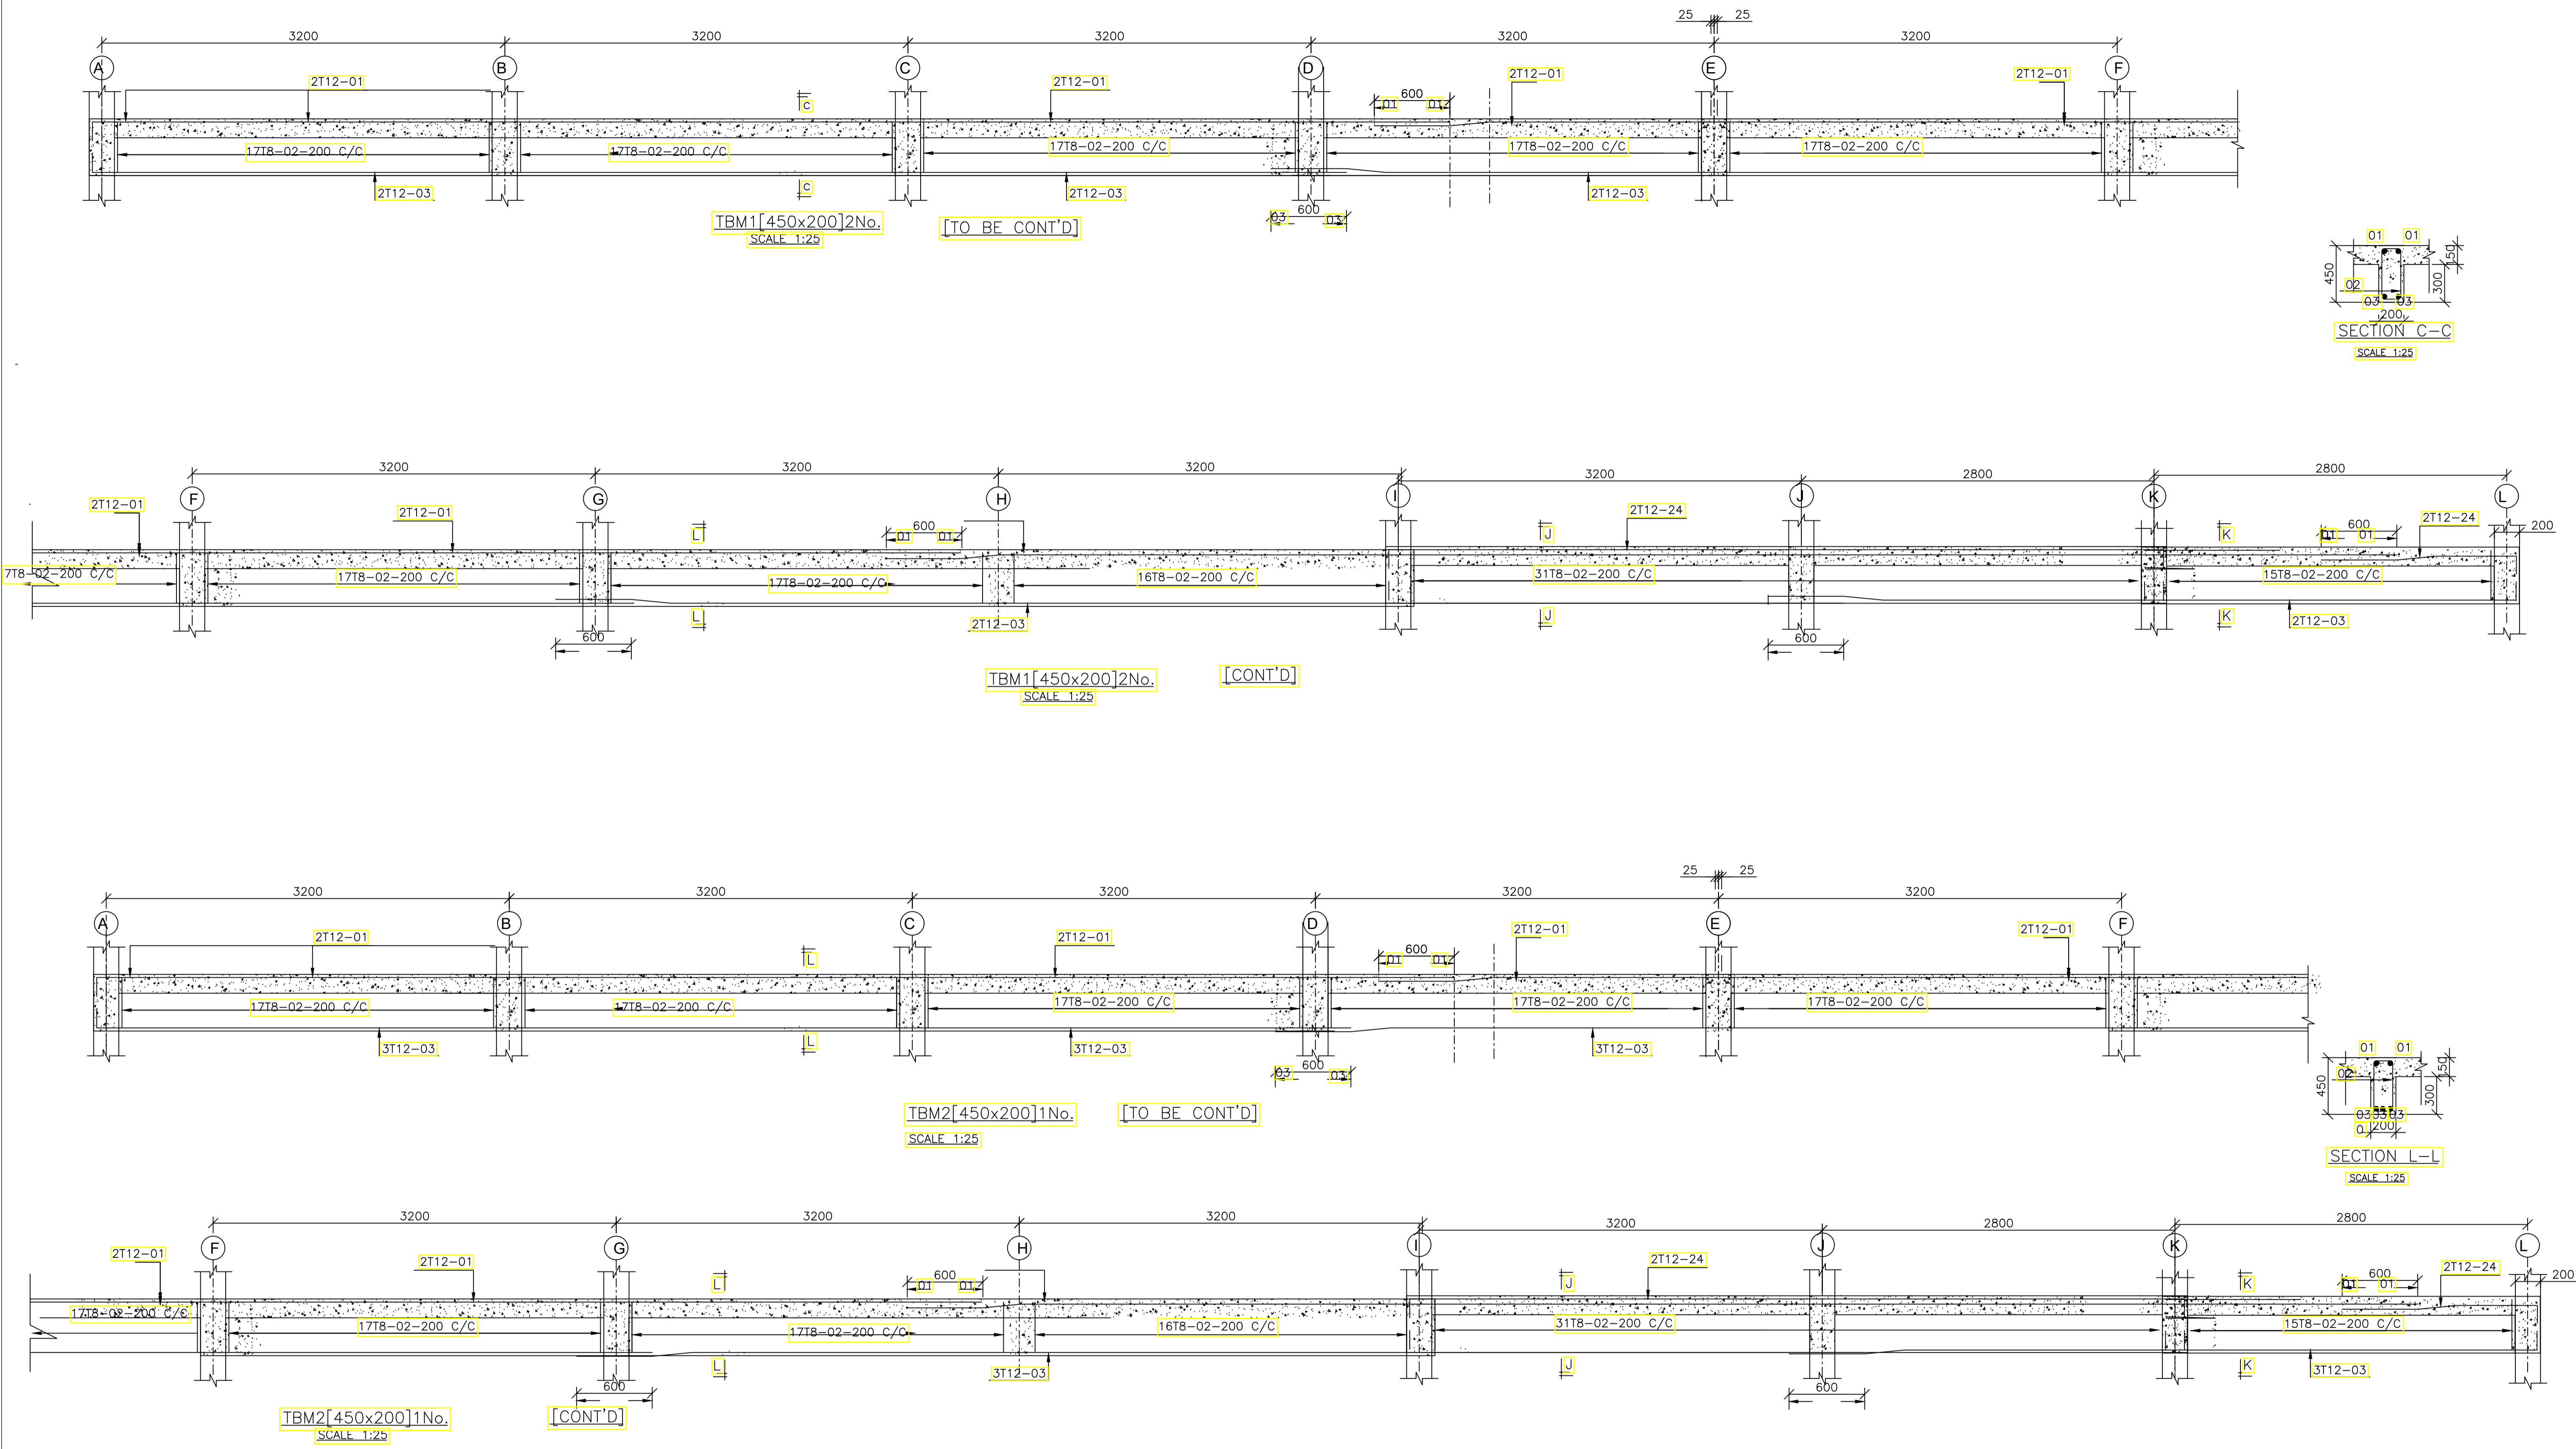 25 25
3200 3200 3200 3200 3200
A B C D E F
2T12-01 2T12-01 2T12-01 2T12-01
600
c 01 01
17T8-02-200 C/C 17T8-02-200 C/C 17T8-02-200 C/C 17T8-02-200 C/C 17T8-02-200 C/C
c
2T12-03 2T12-03 2T12-03
600
03 03
TBM1[450x200]2No. [TO BE CONT'D]
SCALE 1:25
01 01
450 150
02 300
03 03
200
SECTION C-C
SCALE 1:25
3200 3200 3200 3200 2800 2800
F G H I J K L
2T12-01 2T12-01 2T12-24 2T12-24
600 600 200
L 01 01 J K 01 01
7T8-02-200 C/C 17T8-02-200 C/C 17T8-02-200 C/C 16T8-02-200 C/C 31T8-02-200 C/C 15T8-02-200 C/C
L J K
2T12-03 2T12-03
600 600
TBM1[450x200]2No. [CONT'D]
SCALE 1:25
25 25
3200 3200 3200 3200 3200
A B C D E F
2T12-01 2T12-01 2T12-01 2T12-01
600
L 01 01
17T8-02-200 C/C 17T8-02-200 C/C 17T8-02-200 C/C 17T8-02-200 C/C 17T8-02-200 C/C
L
3T12-03 3T12-03 3T12-03
600
03 03
TBM2[450x200]1No. [TO BE CONT'D]
SCALE 1:25
01 01
450 150
02 300
03 03 03
0 200
SECTION L-L
SCALE 1:25
3200 3200 3200 3200 2800 2800
F G H I J K L
2T12-01 2T12-01 2T12-24 2T12-24
600 600 200
L 01 01 J K 01 01
17T8-02-200 C/C 17T8-02-200 C/C 17T8-02-200 C/C 16T8-02-200 C/C 31T8-02-200 C/C 15T8-02-200 C/C
L J K
3T12-03 3T12-03
600 600
TBM2[450x200]1No. [CONT'D]
SCALE 1:25